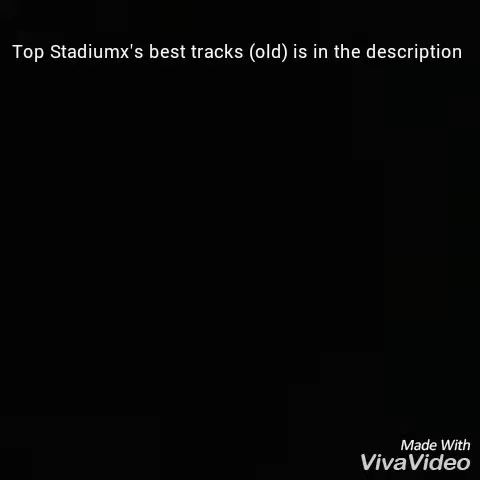 Top Stadiumx's best tracks (old) is in the description
Made With
VivaVideo